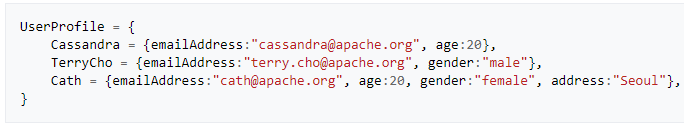 UserProfile = {
Cassandra = {emailAddress:"cassandra@apache.org", age:20},
TerryCho = {emailAddress:"terry.cho@apache.org", gender:"male"},
Cath = {emailAddress:"cath@apache.org", age:20, gender:"female", address:"Seoul"},
}